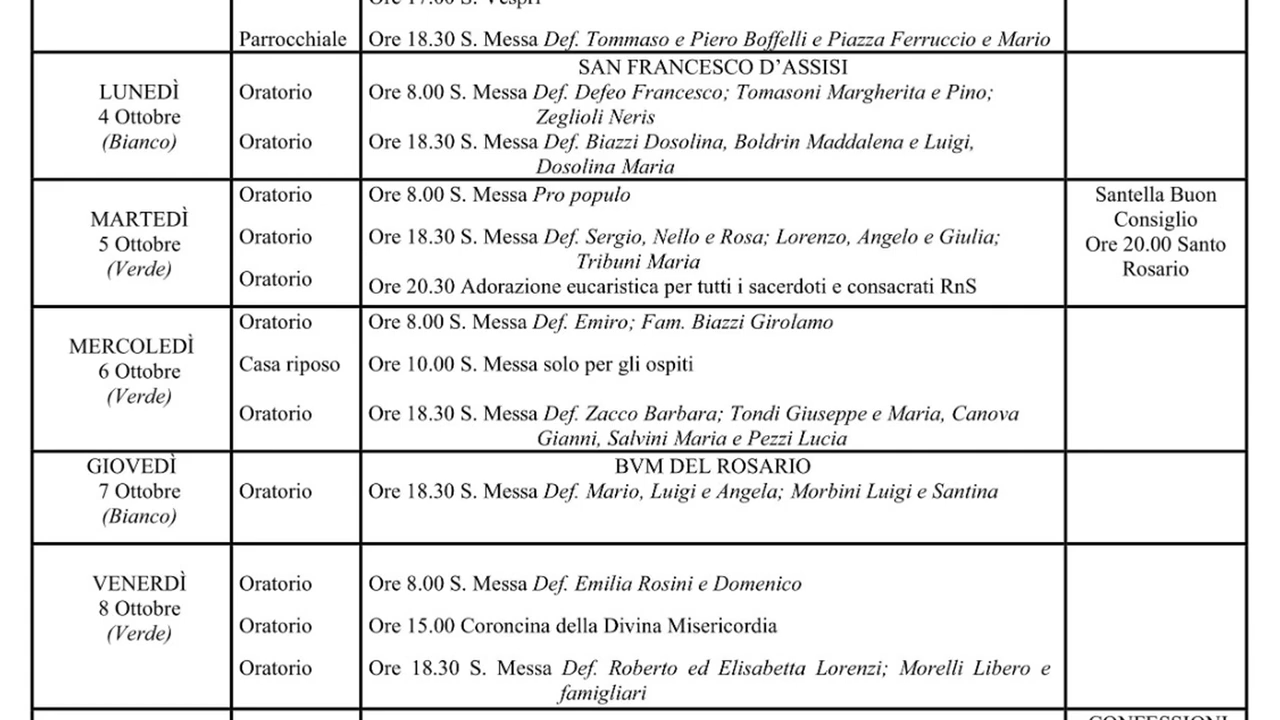 Ore 17.00 S. Vespri
Parrocchiale Ore 18.30 S. Messa Def. Tommaso e Piero Boffelli e Piazza Ferruccio e Mario
SAN FRANCESCO D'ASSISI
LUNEDÌ Oratorio Ore 8.00 S. Messa Def. Defeo Francesco; Tomasoni Margherita e Pino;
4 Ottobre Zeglioli Neris
(Bianco) Oratorio Ore 18.30 S. Messa Def. Biazzi Dosolina, Boldrin Maddalena e Luigi,
Dosolina Maria
Oratorio Ore 8.00 S. Messa Pro populo Santella Buon
MARTEDÌ Consiglio
5 Ottobre Oratorio Ore 18.30 S. Messa Def. Sergio, Nello e Rosa; Lorenzo, Angelo e Giulia; Ore 20.00 Santo
(Verde) Tribuni Maria Rosario
Oratorio Ore 20.30 Adorazione eucaristica per tutti i sacerdoti e consacrati RnS
Oratorio Ore 8.00 S. Messa Def. Emiro; Fam. Biazzi Girolamo
MERCOLEDÌ
6 Ottobre Casa riposo Ore 10.00 S. Messa solo per gli ospiti
(Verde)
Oratorio Ore 18.30 S. Messa Def. Zacco Barbara; Tondi Giuseppe e Maria, Canova
Gianni, Salvini Maria e Pezzi Lucia
GIOVEDÌ BVM DEL ROSARIO
7 Ottobre Oratorio Ore 18.30 S. Messa Def. Mario, Luigi e Angela; Morbini Luigi e Santina
(Bianco)
VENERDÌ Oratorio Ore 8.00 S. Messa Def. Emilia Rosini e Domenico
8 Ottobre
(Verde) Oratorio Ore 15.00 Coroncina della Divina Misericordia
Oratorio Ore 18.30 S. Messa Def. Roberto ed Elisabetta Lorenzi; Morelli Libero e
famigliari
CONFESSIONI